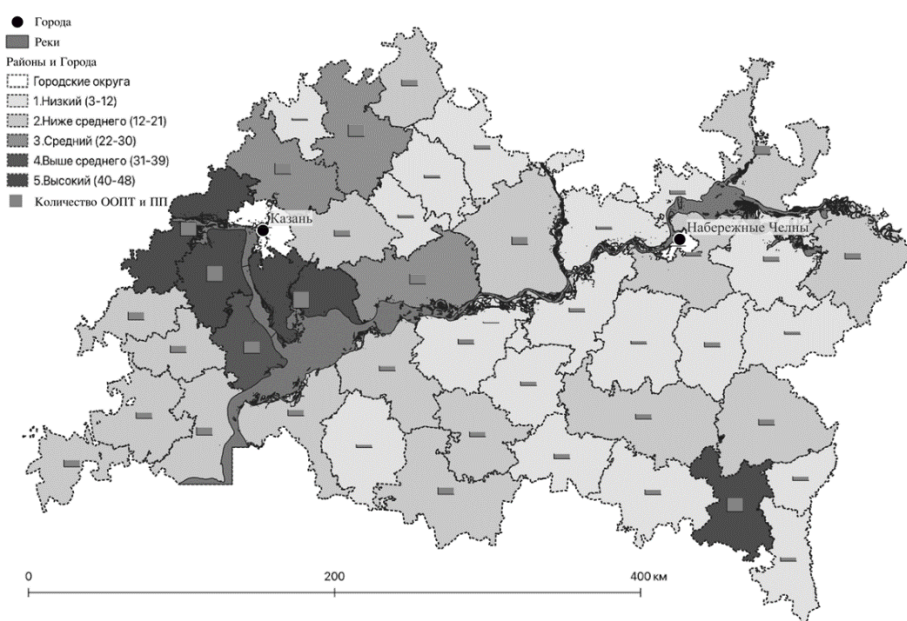 Города
Реки
Районы и Города
Городские округа
1.Низкий (3-12)
2.Ниже среднего (12-21)
3.Средний (22-30)
4.Выше среднего (31-39)
5.Высокий (40-48)
Количество ООПТ и ПП
Казань
Набережные Челны
0
200
400 км